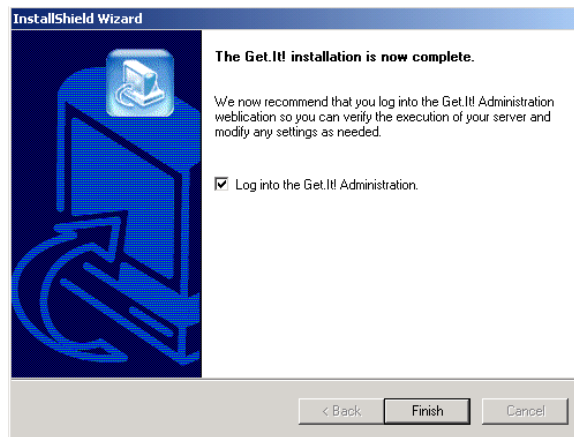 InstallShield Wizard
The Get.It! installation is now complete.
We now recommend that you log into the Get.It! Administration
weblication so you can verify the execution of your server and
modify any settings as needed.
Log into the Get.It! Administration.
< Back
Finish
Cancel